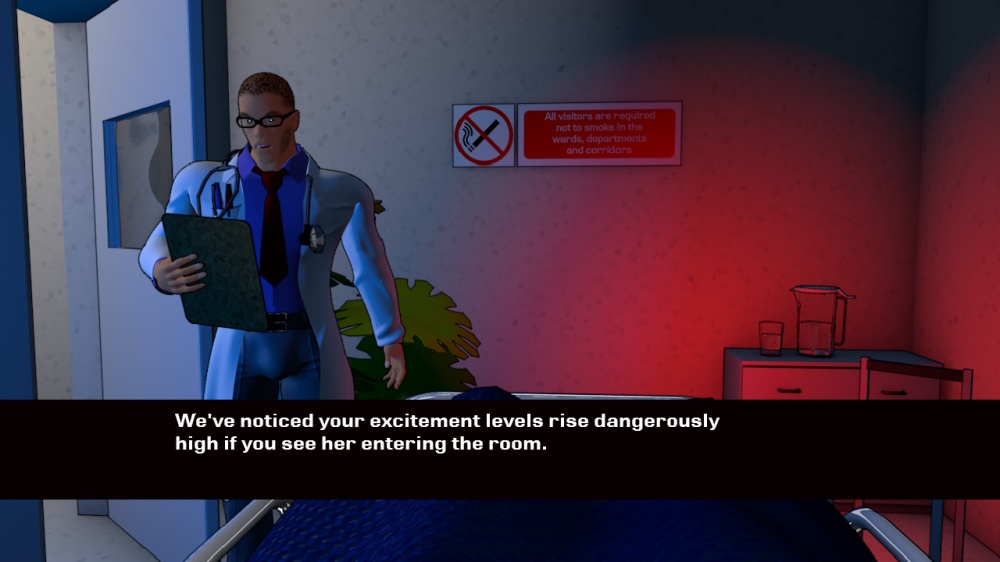 All visitors are required
not to smoke in the
wards, departments
and corridors
We've noticed your excitement levels rise dangerously
high if you see her entering the room.